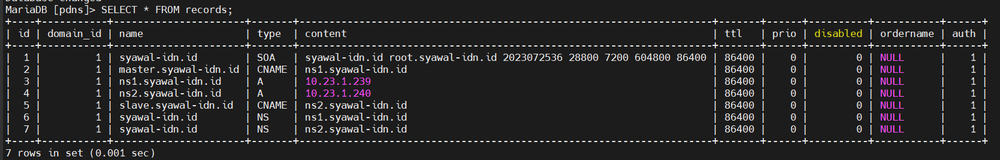 Database changed
MariaDB [pdns]> SELECT * FROM records;
+----+-----------+-----------------------+-------+---------------------------------------------------------------------+-------+------+----------+-----------+------+
| id | domain_id | name                  | type  | content                                                             | ttl   | prio | disabled | ordername | auth |
+----+-----------+-----------------------+-------+---------------------------------------------------------------------+-------+------+----------+-----------+------+
|  1 |         1 | syawal-idn.id         | SOA   | syawal-idn.id root.syawal-idn.id 2023072536 28800 7200 604800 86400 | 86400 |    0 |        0 | NULL      |    1 |
|  2 |         1 | master.syawal-idn.id  | CNAME | ns1.syawal-idn.id                                                   | 86400 |    0 |        0 | NULL      |    1 |
|  3 |         1 | ns1.syawal-idn.id     | A     | 10.23.1.239                                                         | 86400 |    0 |        0 | NULL      |    1 |
|  4 |         1 | ns2.syawal-idn.id     | A     | 10.23.1.240                                                         | 86400 |    0 |        0 | NULL      |    1 |
|  5 |         1 | slave.syawal-idn.id   | CNAME | ns2.syawal-idn.id                                                   | 86400 |    0 |        0 | NULL      |    1 |
|  6 |         1 | syawal-idn.id         | NS    | ns1.syawal-idn.id                                                   | 86400 |    0 |        0 | NULL      |    1 |
|  7 |         1 | syawal-idn.id         | NS    | ns2.syawal-idn.id                                                   | 86400 |    0 |        0 | NULL      |    1 |
+----+-----------+-----------------------+-------+---------------------------------------------------------------------+-------+------+----------+-----------+------+
7 rows in set (0.001 sec)